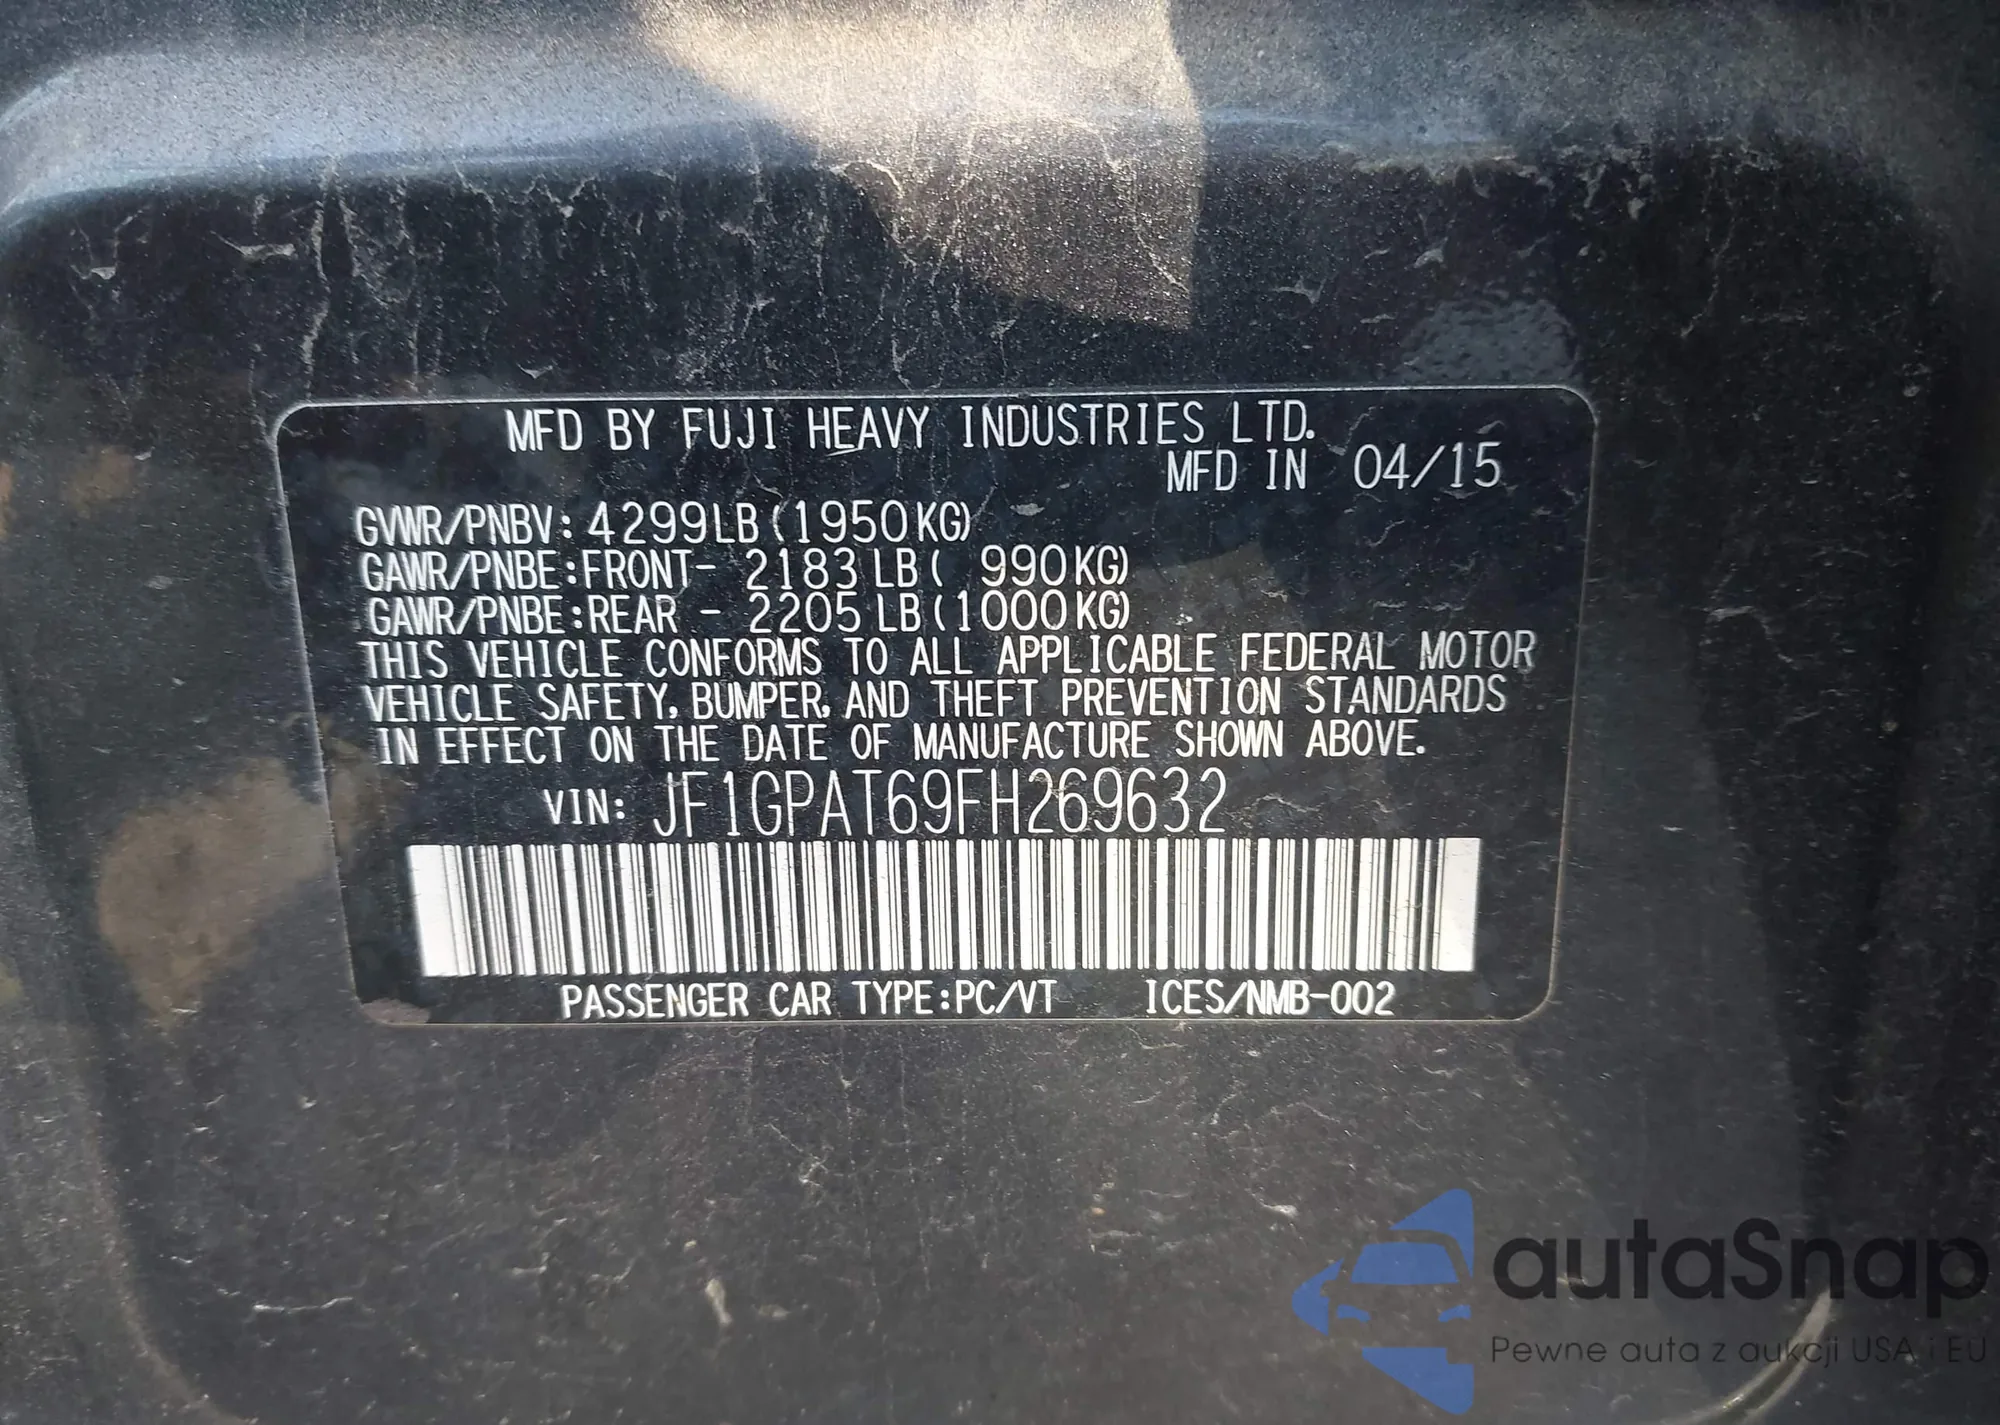 MFD BY FUJI HEAVY INDUSTRIES LTD.
MFD IN 04/15
GVWR/PNBV: 4299LB(1950KG)
GAWR/PNBE:FRONT- 2183LB( 990KG)
GAWR/PNBE:REAR - 2205LB(1000KG)
THIS VEHICLE CONFORMS TO ALL APPLICABLE FEDERAL MOTOR
VEHICLE SAFETY, BUMPER, AND THEFT PREVENTION STANDARDS
IN EFFECT ON THE DATE OF MANUFACTURE SHOWN ABOVE.
VIN: JF1GPAT69FH269632
PASSENGER CAR TYPE:PC/VT ICES/NMB-002
autaSnap
Pewne auta z aukcji USA i EU